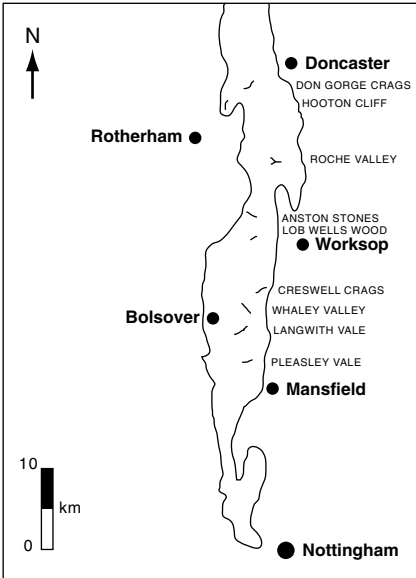 N
Doncaster
DON GORGE CRAGS
HOOTON CLIFF
Rotherham
ROCHE VALLEY
ANSTON STONES
LOB WELLS WOOD
Worksop
CRESWELL CRAGS
WHALEY VALLEY
Bolsover
LANGWITH VALE
PLEASLEY VALE
Mansfield
10
km
0
Nottingham